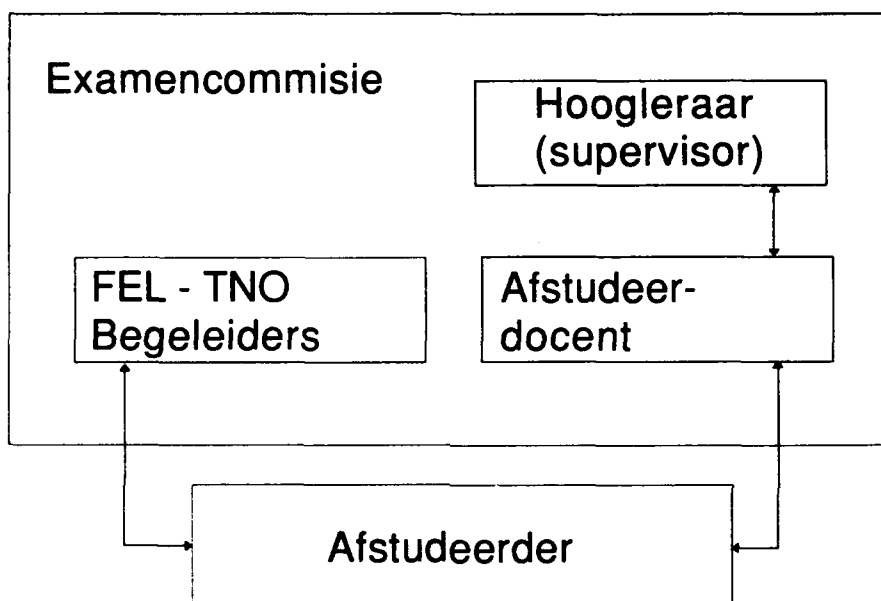 Examencommisie
Hoogleraar
(supervisor)
FEL - TNO
Begeleiders
Afstudeer-
docent
Afstudeerder